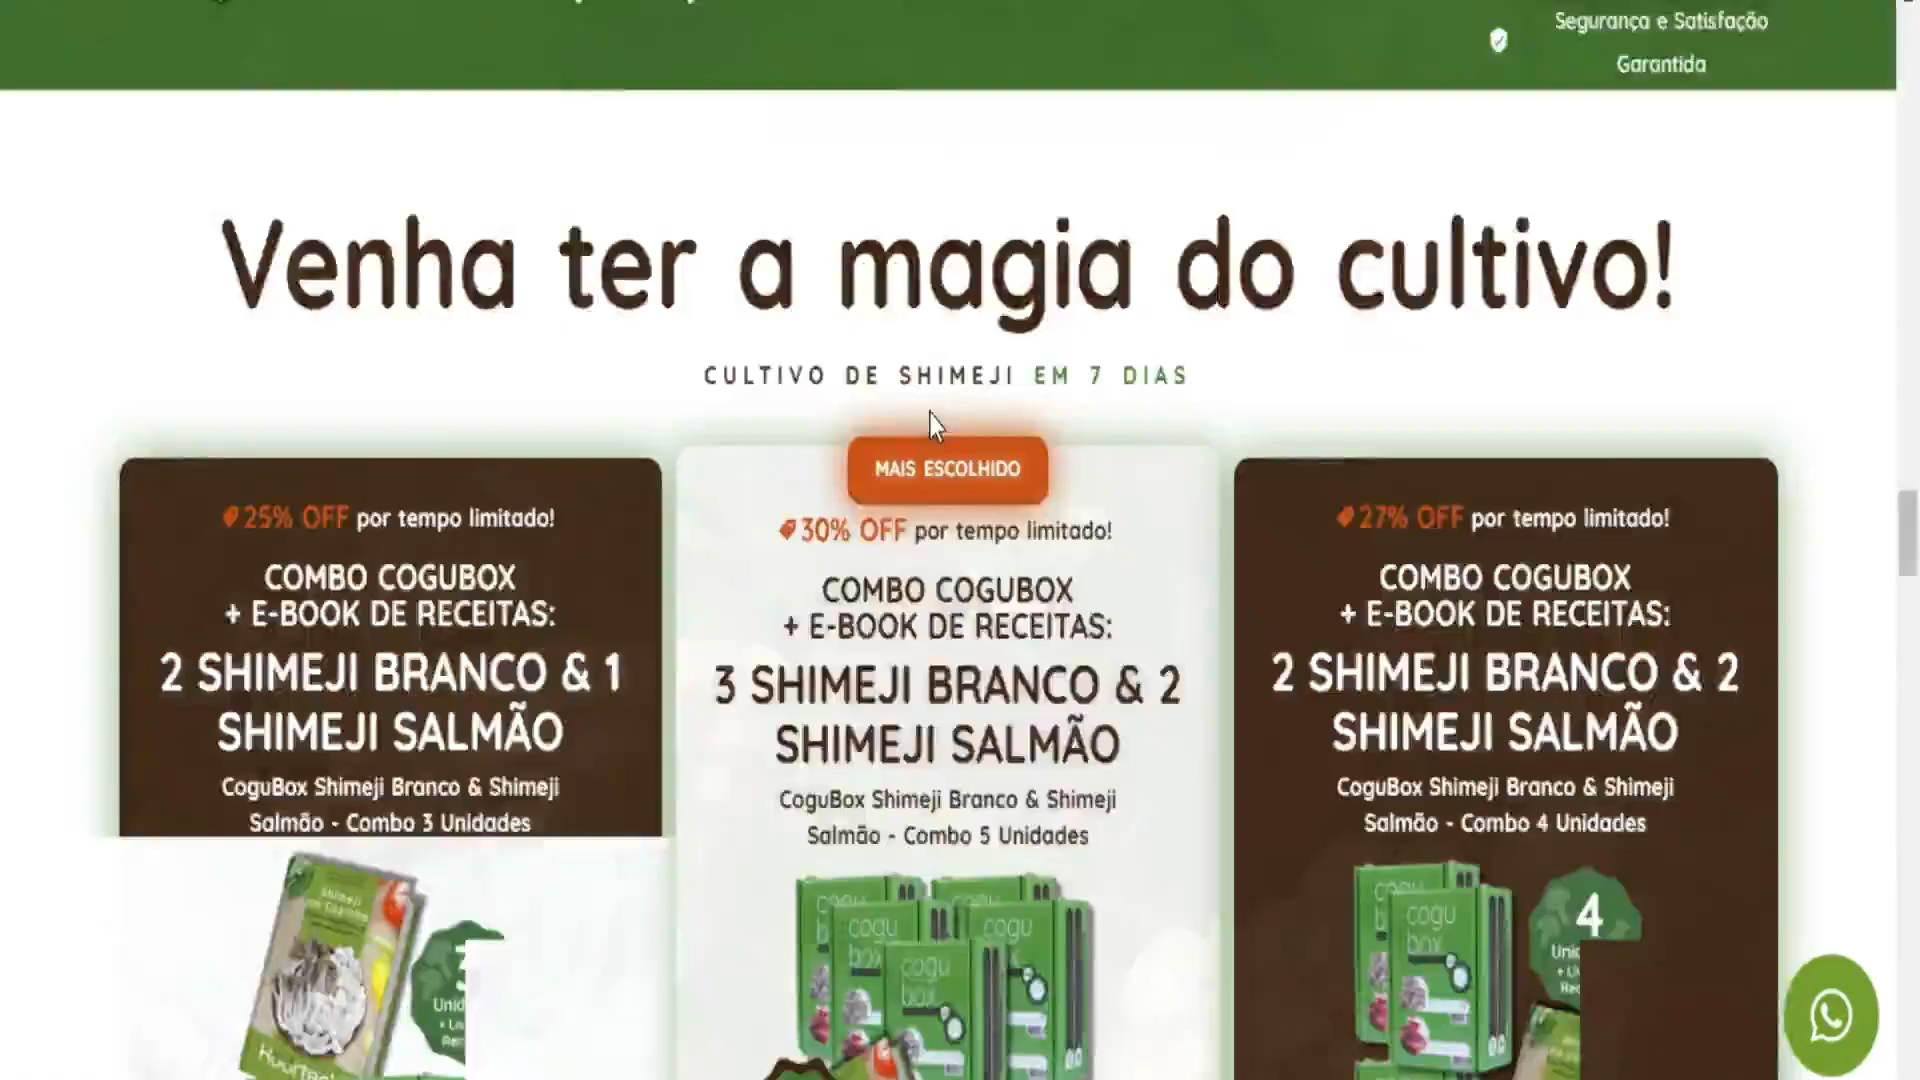 Segurança e Satisfação
Garantida
Venha ter a magia do cultivo!
CULTIVO DE SHIMEJI EM 7 DIAS
25% OFF por tempo limitado!
COMBO COGUBOX
+ E-BOOK DE RECEITAS:
2 SHIMEJI BRANCO & 1
SHIMEJI SALMÃO
CoguBox Shimeji Branco & Shimeji
Salmão - Combo 3 Unidades
MAIS ESCOLHIDO
30% OFF por tempo limitado!
COMBO COGUBOX
+ E-BOOK DE RECEITAS:
3 SHIMEJI BRANCO & 2
SHIMEJI SALMÃO
CoguBox Shimeji Branco & Shimeji
Salmão - Combo 5 Unidades
cogu
cogu
cogu
box
27% OFF por tempo limitado!
COMBO COGUBOX
+ E-BOOK DE RECEITAS:
2 SHIMEJI BRANCO & 2
SHIMEJI SALMÃO
CoguBox Shimeji Branco & Shimeji
Salmão - Combo 4 Unidades
cogu
box
4